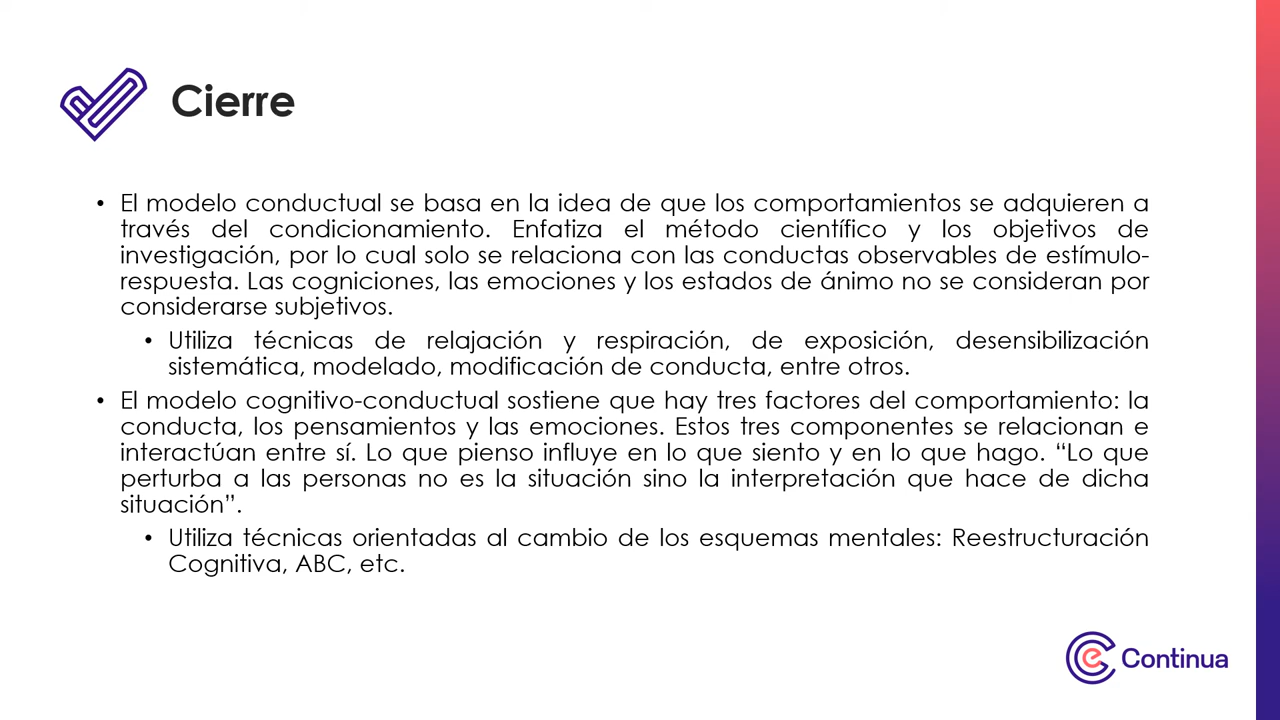 Cierre
• El modelo conductual se basa en la idea de que los comportamientos se adquieren a
través del condicionamiento. Enfatiza el método científico y los objetivos de
investigación, por lo cual solo se relaciona con las conductas observables de estímulo-
respuesta. Las cogniciones, las emociones y los estados de ánimo no se consideran por
considerarse subjetivos.
• Utiliza técnicas de relajación y respiración, de exposición, desensibilización
sistemática, modelado, modificación de conducta, entre otros.
• El modelo cognitivo-conductual sostiene que hay tres factores del comportamiento: la
conducta, los pensamientos y las emociones. Estos tres componentes se relacionan e
interactúan entre sí. Lo que pienso influye en lo que siento y en lo que hago. “Lo que
perturba a las personas no es la situación sino la interpretación que hace de dicha
situación”.
• Utiliza técnicas orientadas al cambio de los esquemas mentales: Reestructuración
Cognitiva, ABC, etc.
Continua